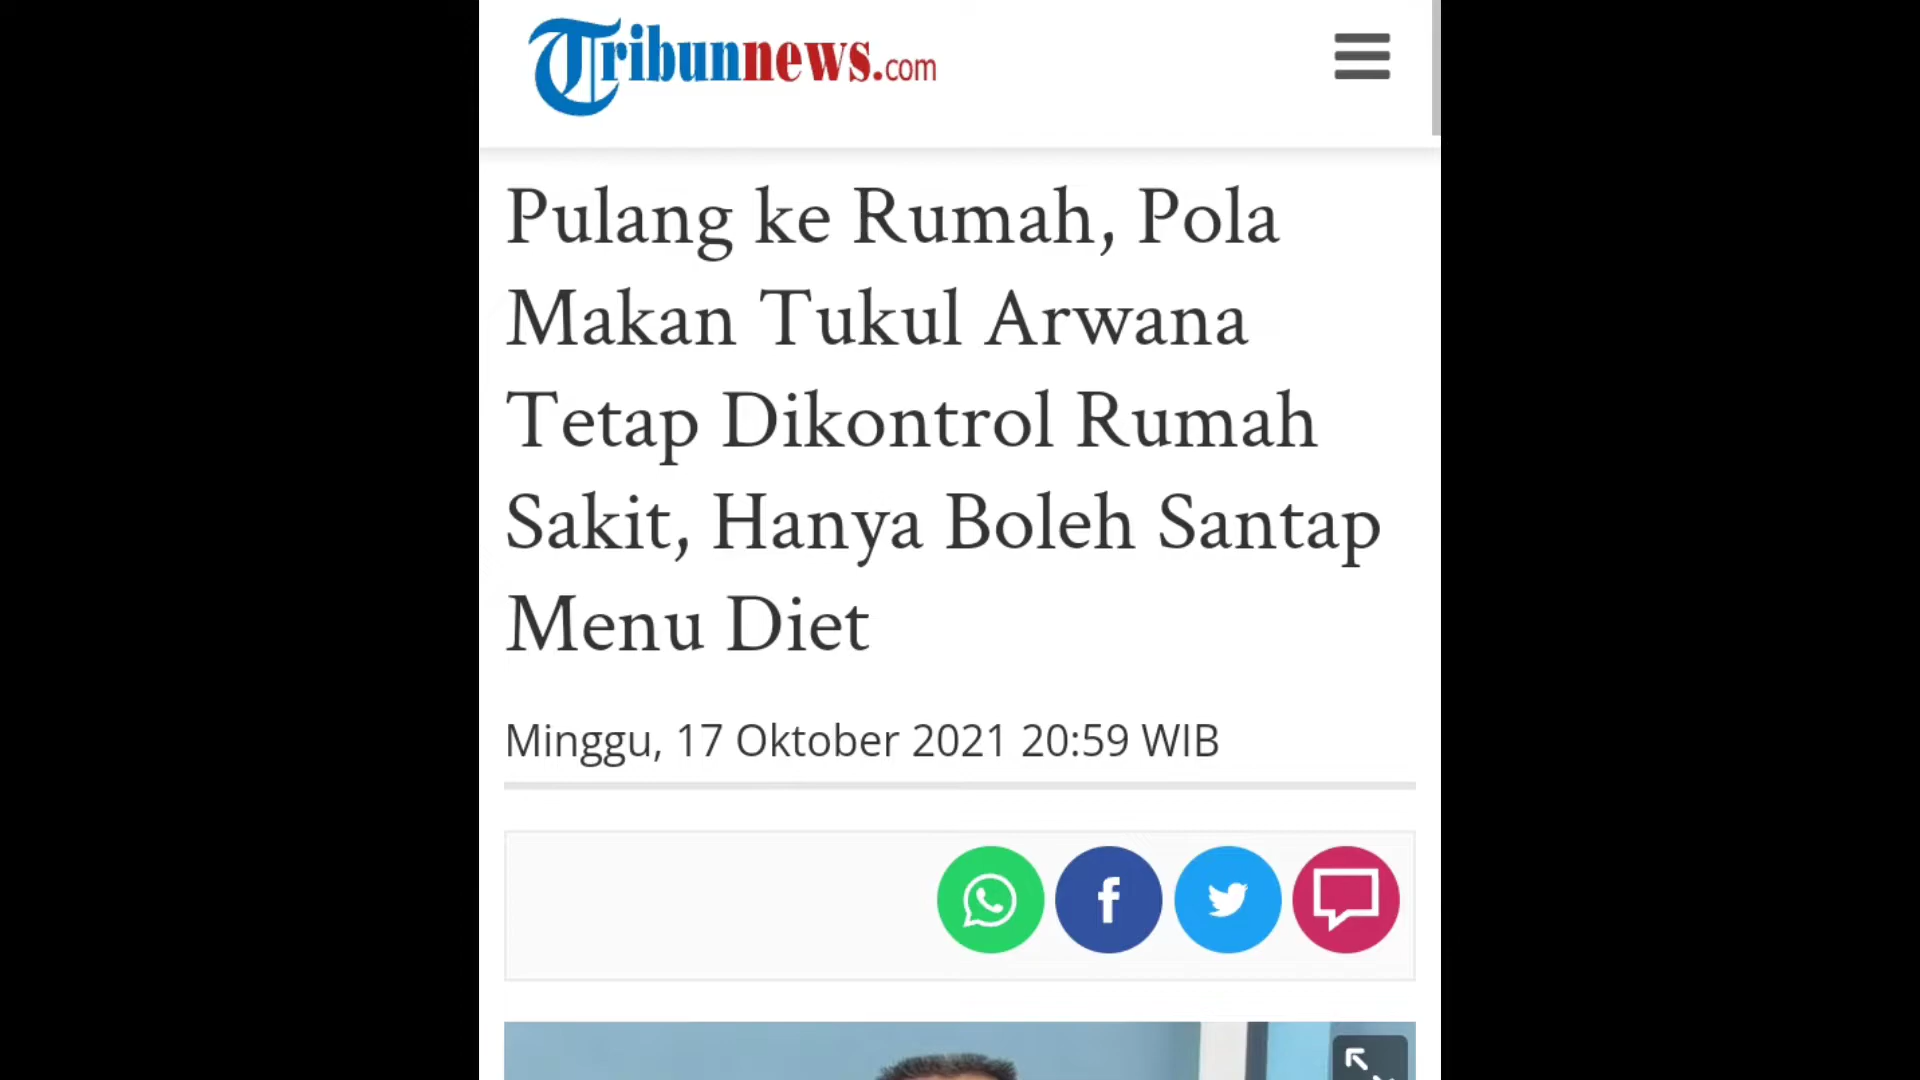 Tribunnews.com
Pulang ke Rumah, Pola
Makan Tukul Arwana
Tetap Dikontrol Rumah
Sakit, Hanya Boleh Santap
Menu Diet
Minggu, 17 Oktober 2021 20:59 WIB